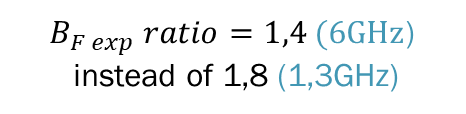 B_F exp ratio = 1,4 (6GHz)
instead of 1,8 (1,3GHz)